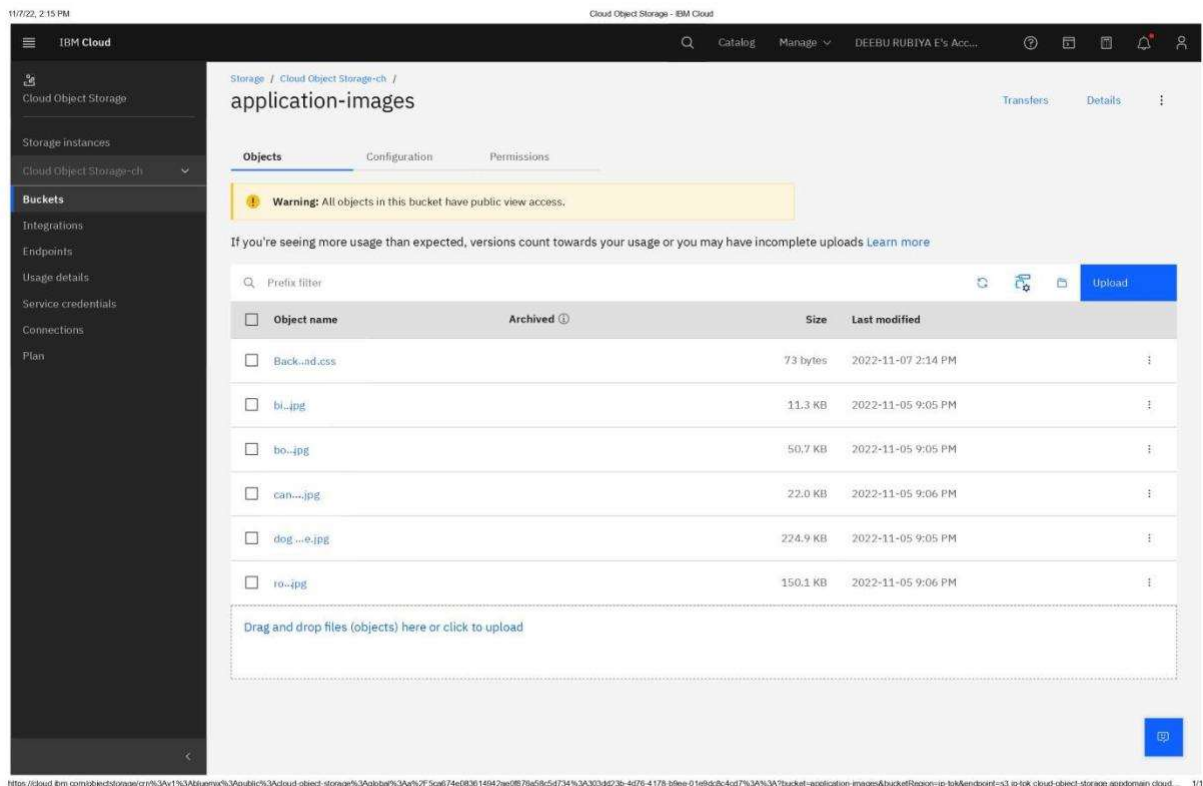 11/7/22, 2:15 PM Cloud Object Storage - IBM Cloud
IBM Cloud Catalog Manage DEEBU RUBIYA E's Acc...
Cloud Object Storage
Storage instances
Cloud Object Storage-ch
Buckets
Integrations
Endpoints
Usage details
Service credentials
Connections
Plan
Storage / Cloud Object Storage-ch /
application-images Transfers Details
Objects Configuration Permissions
Warning: All objects in this bucket have public view access.
If you're seeing more usage than expected, versions count towards your usage or you may have incomplete uploads Learn more
Prefix filter Upload
Object name Archived Size Last modified
Back...nd.css 73 bytes 2022-11-07 2:14 PM
bi...jpg 11.3 KB 2022-11-05 9:05 PM
bo...jpg 50.7 KB 2022-11-05 9:05 PM
can....jpg 22.0 KB 2022-11-05 9:06 PM
dog ...e.jpg 224.9 KB 2022-11-05 9:05 PM
ro...jpg 150.1 KB 2022-11-05 9:06 PM
Drag and drop files (objects) here or click to upload
1/1